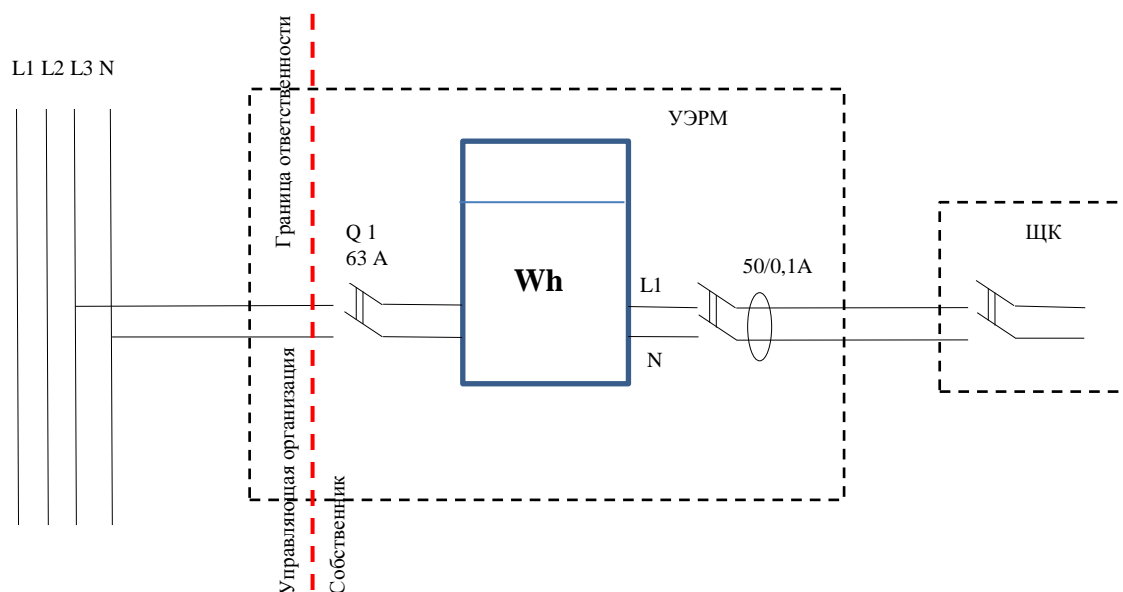 L1 L2 L3 N
Граница ответственности
УЭРМ
ЩК
Q 1
63 А
Wh
L1
50/0,1А
N
Управляющая организация
Собственник